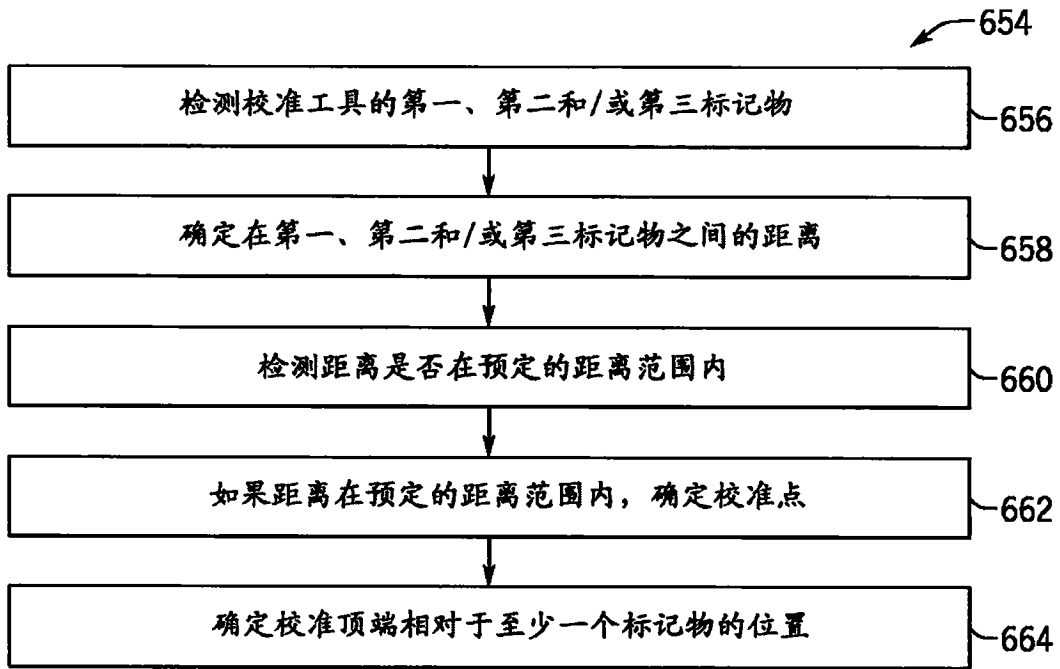 654
检测校准工具的第一、第二和/或第三标记物
656
确定在第一、第二和/或第三标记物之间的距离
658
检测距离是否在预定的距离范围内
660
如果距离在预定的距离范围内，确定校准点
662
确定校准顶端相对于至少一个标记物的位置
664